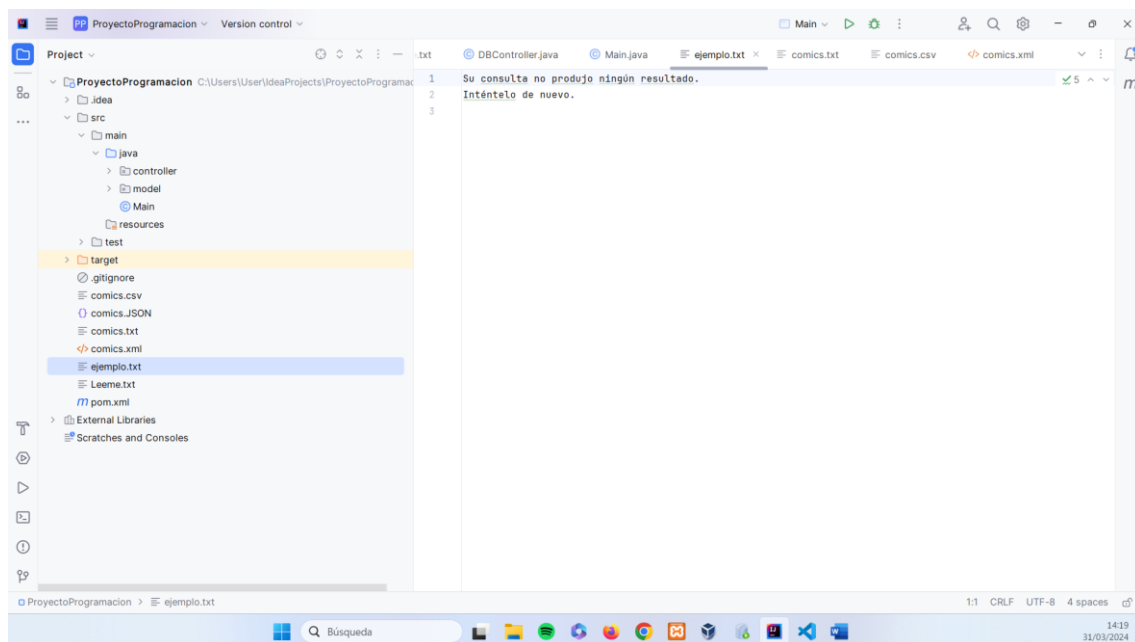 PP ProyectoProgramacion Version control Main
Project
.txt DBController.java Main.java ejemplo.txt comics.txt comics.csv comics.xml
ProyectoProgramacion C:\Users\User\IdeaProjects\ProyectoProgramac
.idea
src
main
java
controller
model
Main
resources
test
target
.gitignore
comics.csv
comics.JSON
comics.txt
comics.xml
ejemplo.txt
Leeme.txt
pom.xml
External Libraries
Scratches and Consoles
1 Su consulta no produjo ningún resultado. 5
2 Inténtelo de nuevo.
3
ProyectoProgramacion > ejemplo.txt 1:1 CRLF UTF-8 4 spaces
Búsqueda
14:19
31/03/2024